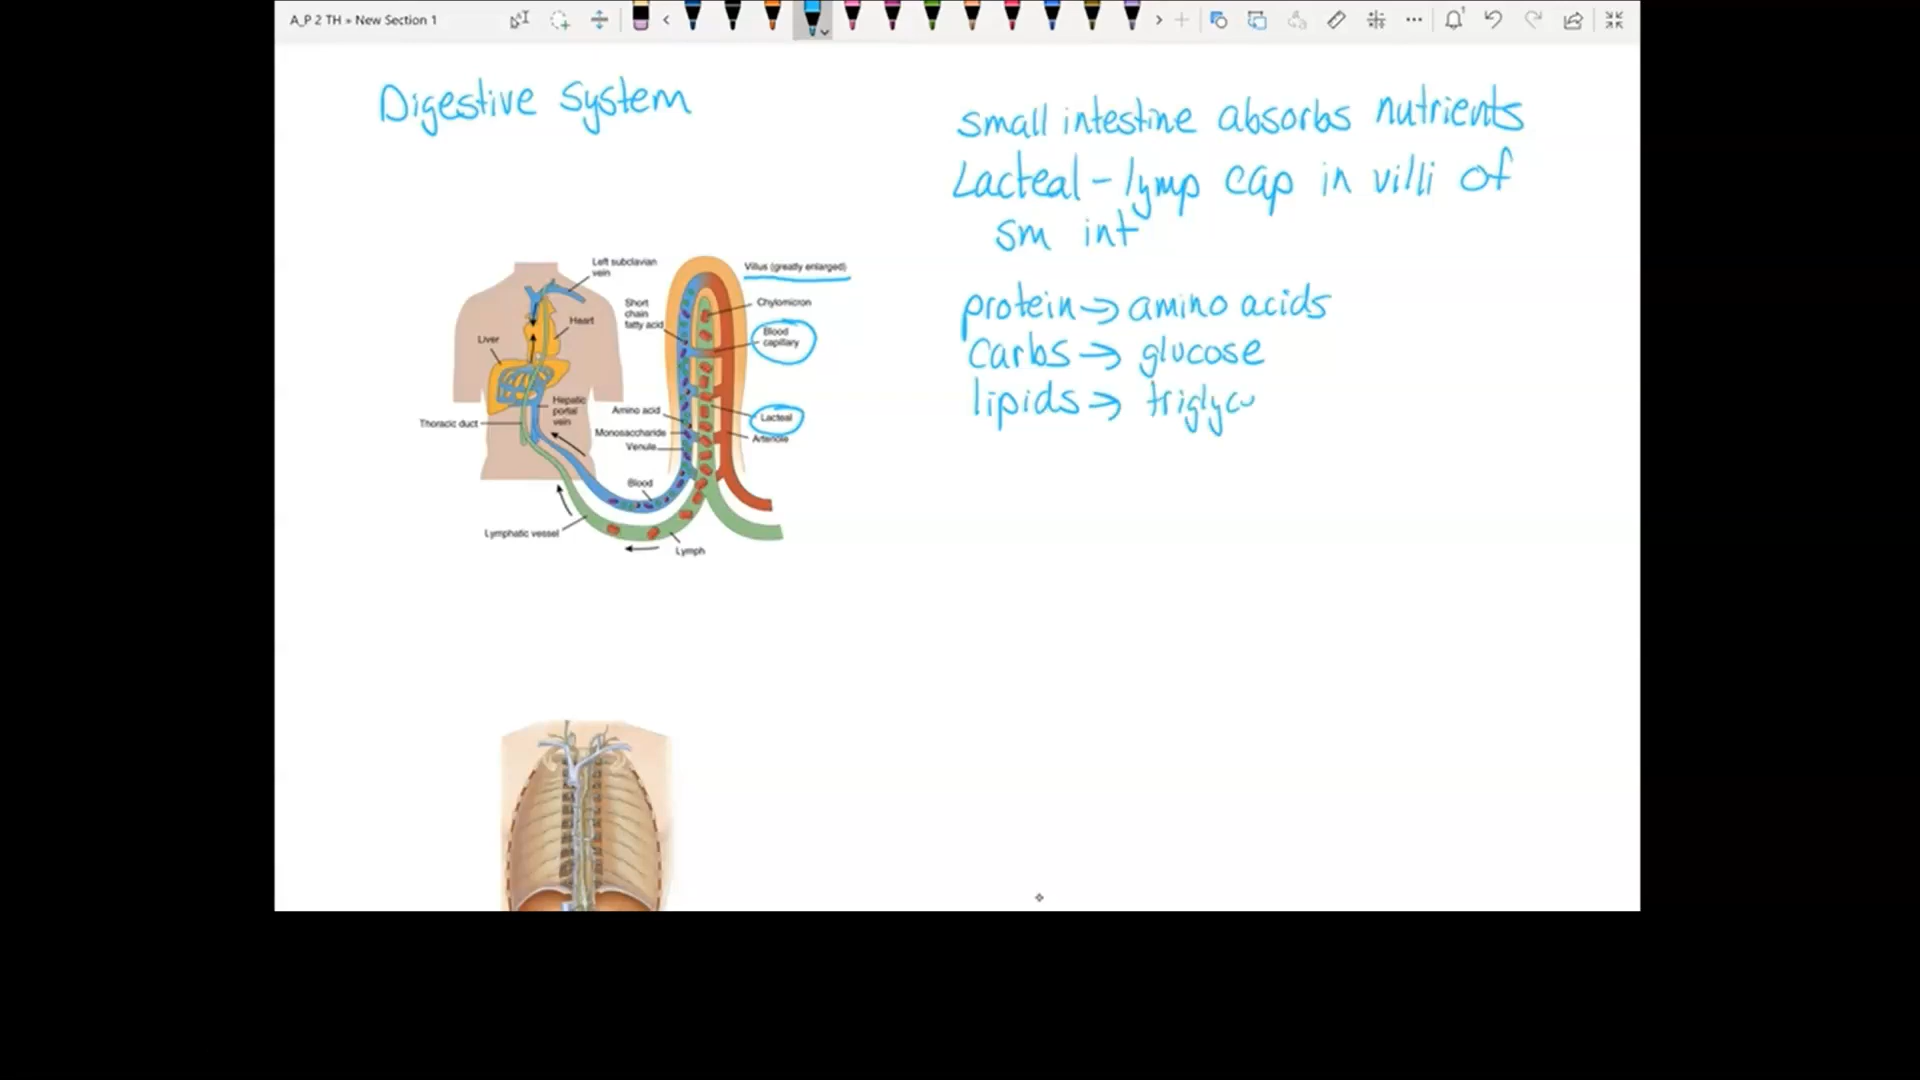 A_P 2 TH » New Section 1
Digestive System
small intestine absorbs nutrients
Lacteal - lymp cap in villi of
sm int
protein → amino acids
carbs → glucose
lipids → triglyc
Left subclavian
vein
Heart
Liver
Hepatic
portal
vein
Thoracic duct
Short
chain
fatty acid
Villus (greatly enlarged)
Chylomicron
Blood
capillary
Lacteal
Arteriole
Amino acid
Monosaccharide
Venule
Blood
Lymphatic vessel
Lymph